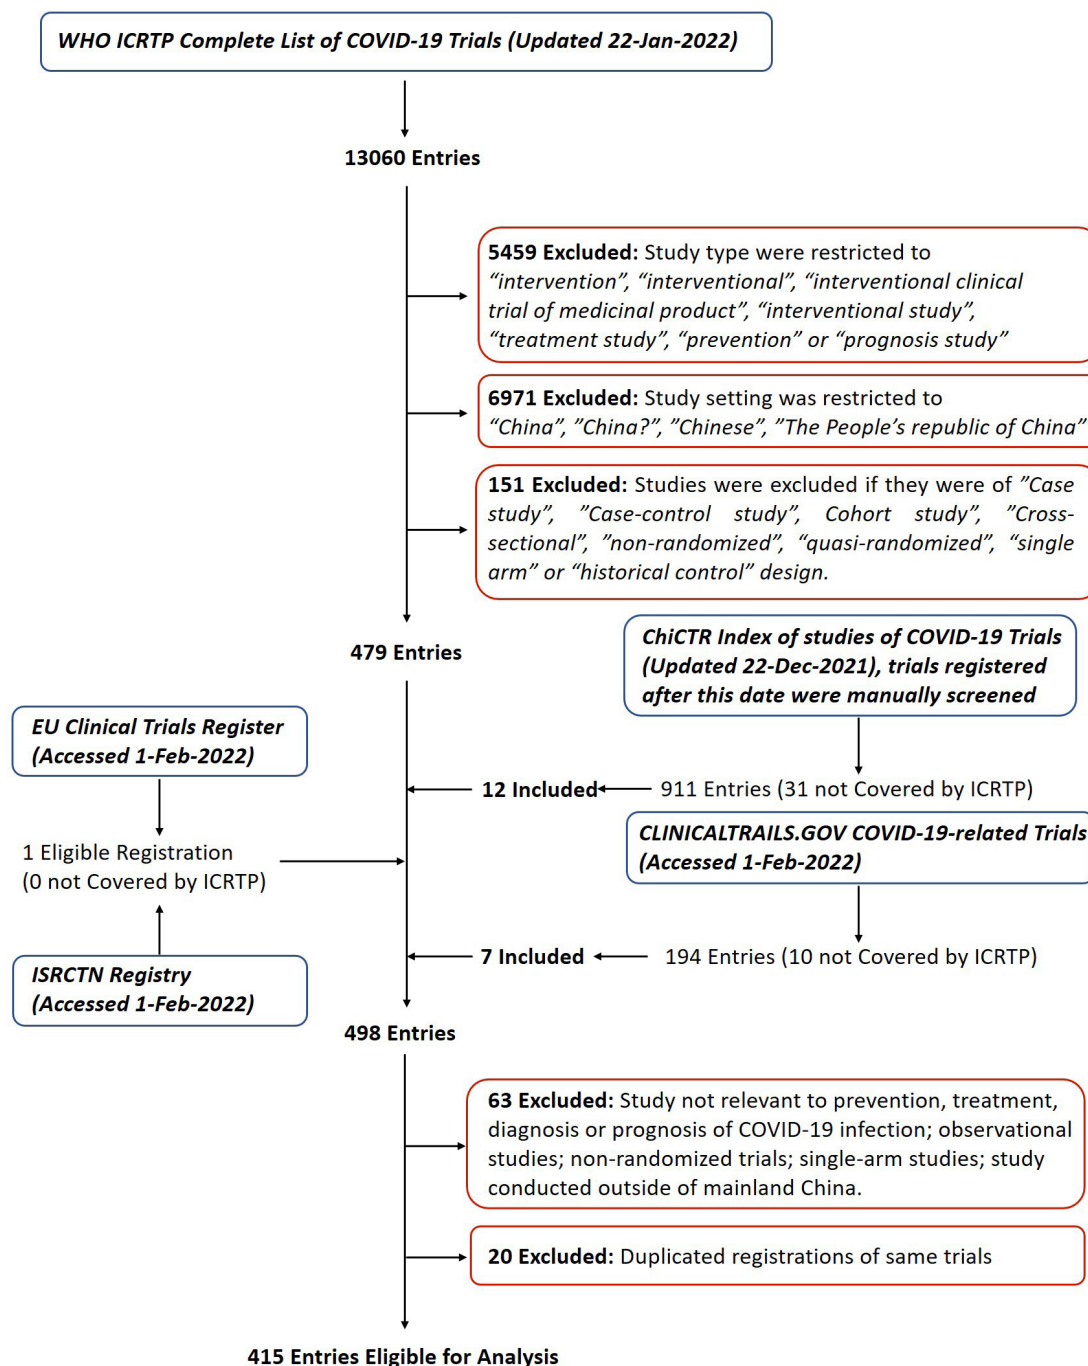 WHO ICRTP Complete List of COVID-19 Trials (Updated 22-Jan-2022)
13060 Entries
5459 Excluded: Study type were restricted to
“intervention”, “interventional”, “interventional clinical
trial of medicinal product”, “interventional study”,
“treatment study”, “prevention” or “prognosis study”
6971 Excluded: Study setting was restricted to
“China”, ”China?”, ”Chinese”, ”The People’s republic of China”
151 Excluded: Studies were excluded if they were of ”Case
study”, ”Case-control study”, Cohort study”, ”Cross-
sectional”, ”non-randomized”, “quasi-randomized”, “single
arm” or “historical control” design.
479 Entries
ChiCTR Index of studies of COVID-19 Trials
(Updated 22-Dec-2021), trials registered
after this date were manually screened
EU Clinical Trials Register
(Accessed 1-Feb-2022)
12 Included
911 Entries (31 not Covered by ICRTP)
CLINICALTRAILS.GOV COVID-19-related Trials
(Accessed 1-Feb-2022)
1 Eligible Registration
(0 not Covered by ICRTP)
7 Included
194 Entries (10 not Covered by ICRTP)
ISRCTN Registry
(Accessed 1-Feb-2022)
498 Entries
63 Excluded: Study not relevant to prevention, treatment,
diagnosis or prognosis of COVID-19 infection; observational
studies; non-randomized trials; single-arm studies; study
conducted outside of mainland China.
20 Excluded: Duplicated registrations of same trials
415 Entries Eligible for Analysis